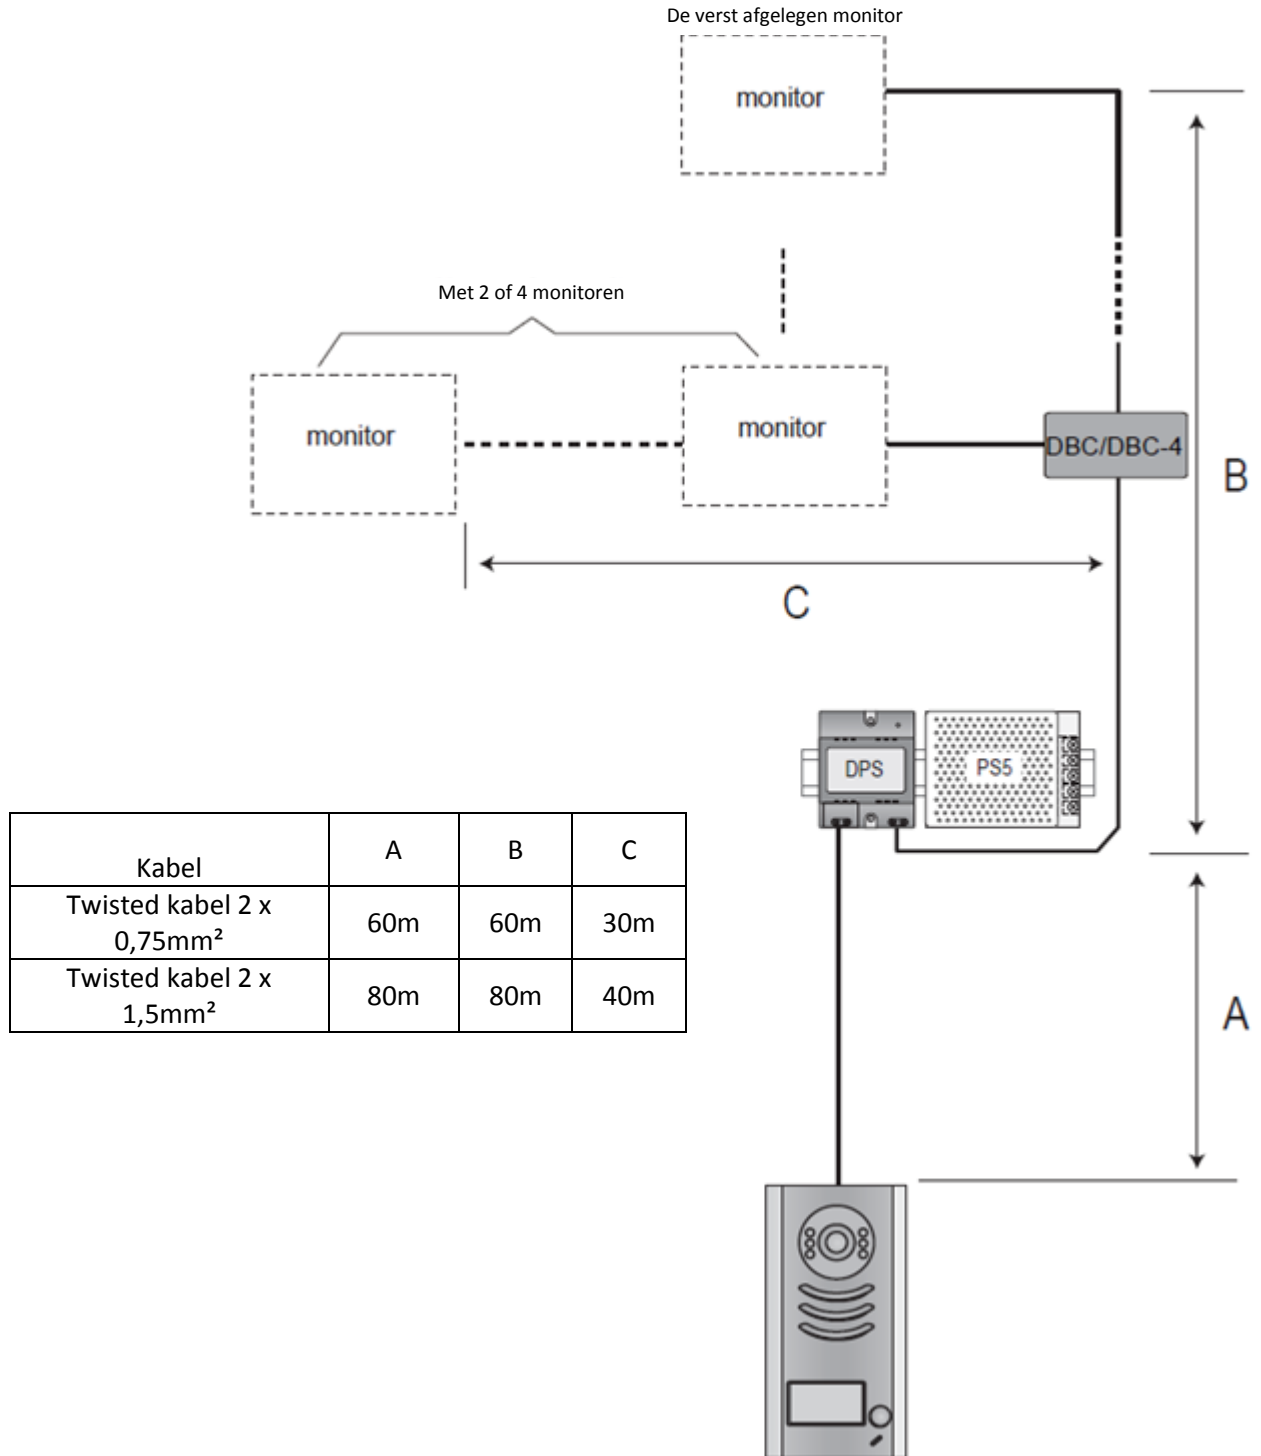 De verst afgelegen monitor
monitor
Met 2 of 4 monitoren
monitor
monitor
DBC/DBC-4
B
C
DPS
PS5
Kabel A B C
Twisted kabel 2 x
0,75mm² 60m 60m 30m
Twisted kabel 2 x
1,5mm² 80m 80m 40m
A